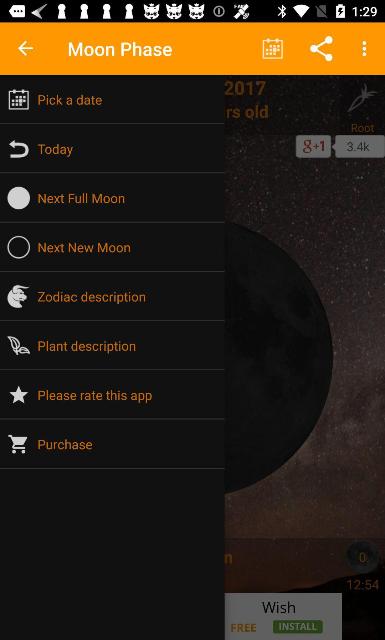 1:29
Moon Phase
2017
Pick a date
rs old
Root
Today
g+1 3.4k
Next Full Moon
Next New Moon
Zodiac description
Plant description
Please rate this app
Purchase
n
0
12:54
Wish
FREE INSTALL